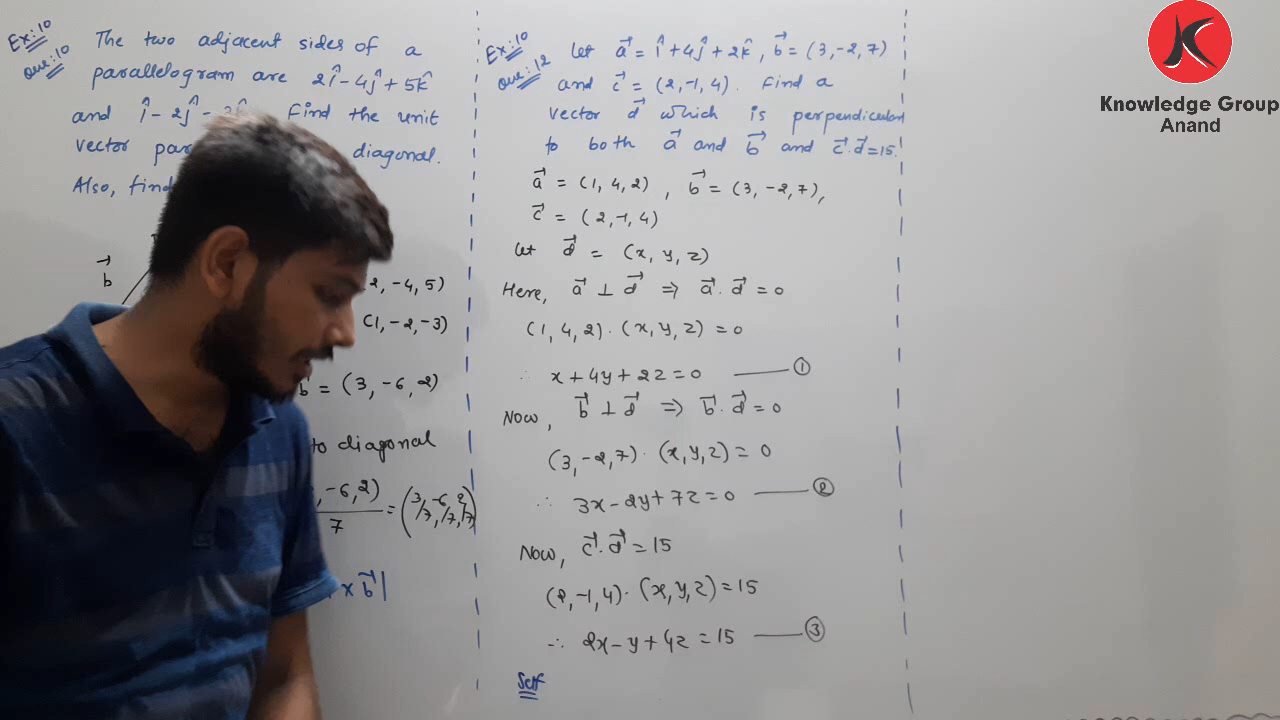 Ex:10
Que:10
The two adjacent sides of a
parallelogram are 2î-4ĵ+5k̂
and î-2ĵ- Find the unit
vector diagonal.
Also, find
b⃗
-4, 5)
(1, -2, -3)
= (3, -6, 2)
to diagonal
-6, 2) / 7 = (3/7, -6/7, 2/7)
× b⃗|
Ex:10
Que:12
Let a⃗ = î+4ĵ+2k̂, b⃗ = (3,-2,7)
and c⃗ = (2,-1,4). Find a
vector d⃗ which is perpendicular
to both a⃗ and b⃗ and c⃗.d⃗=15.
a⃗ = (1, 4, 2), b⃗ = (3, -2, 7),
c⃗ = (2, -1, 4)
Let d⃗ = (x, y, z)
Here, a⃗ ⊥ d⃗ ⇒ a⃗. d⃗ = 0
(1, 4, 2). (x, y, z) = 0
∴ x + 4y + 2z = 0 —— ①
Now, b⃗ ⊥ d⃗ ⇒ b⃗. d⃗ = 0
(3, -2, 7). (x, y, z) = 0
∴ 3x - 2y + 7z = 0 —— ②
Now, c⃗. d⃗ = 15
(2, -1, 4). (x, y, z) = 15
∴ 2x - y + 4z = 15 —— ③
Self
K
Knowledge Group
Anand